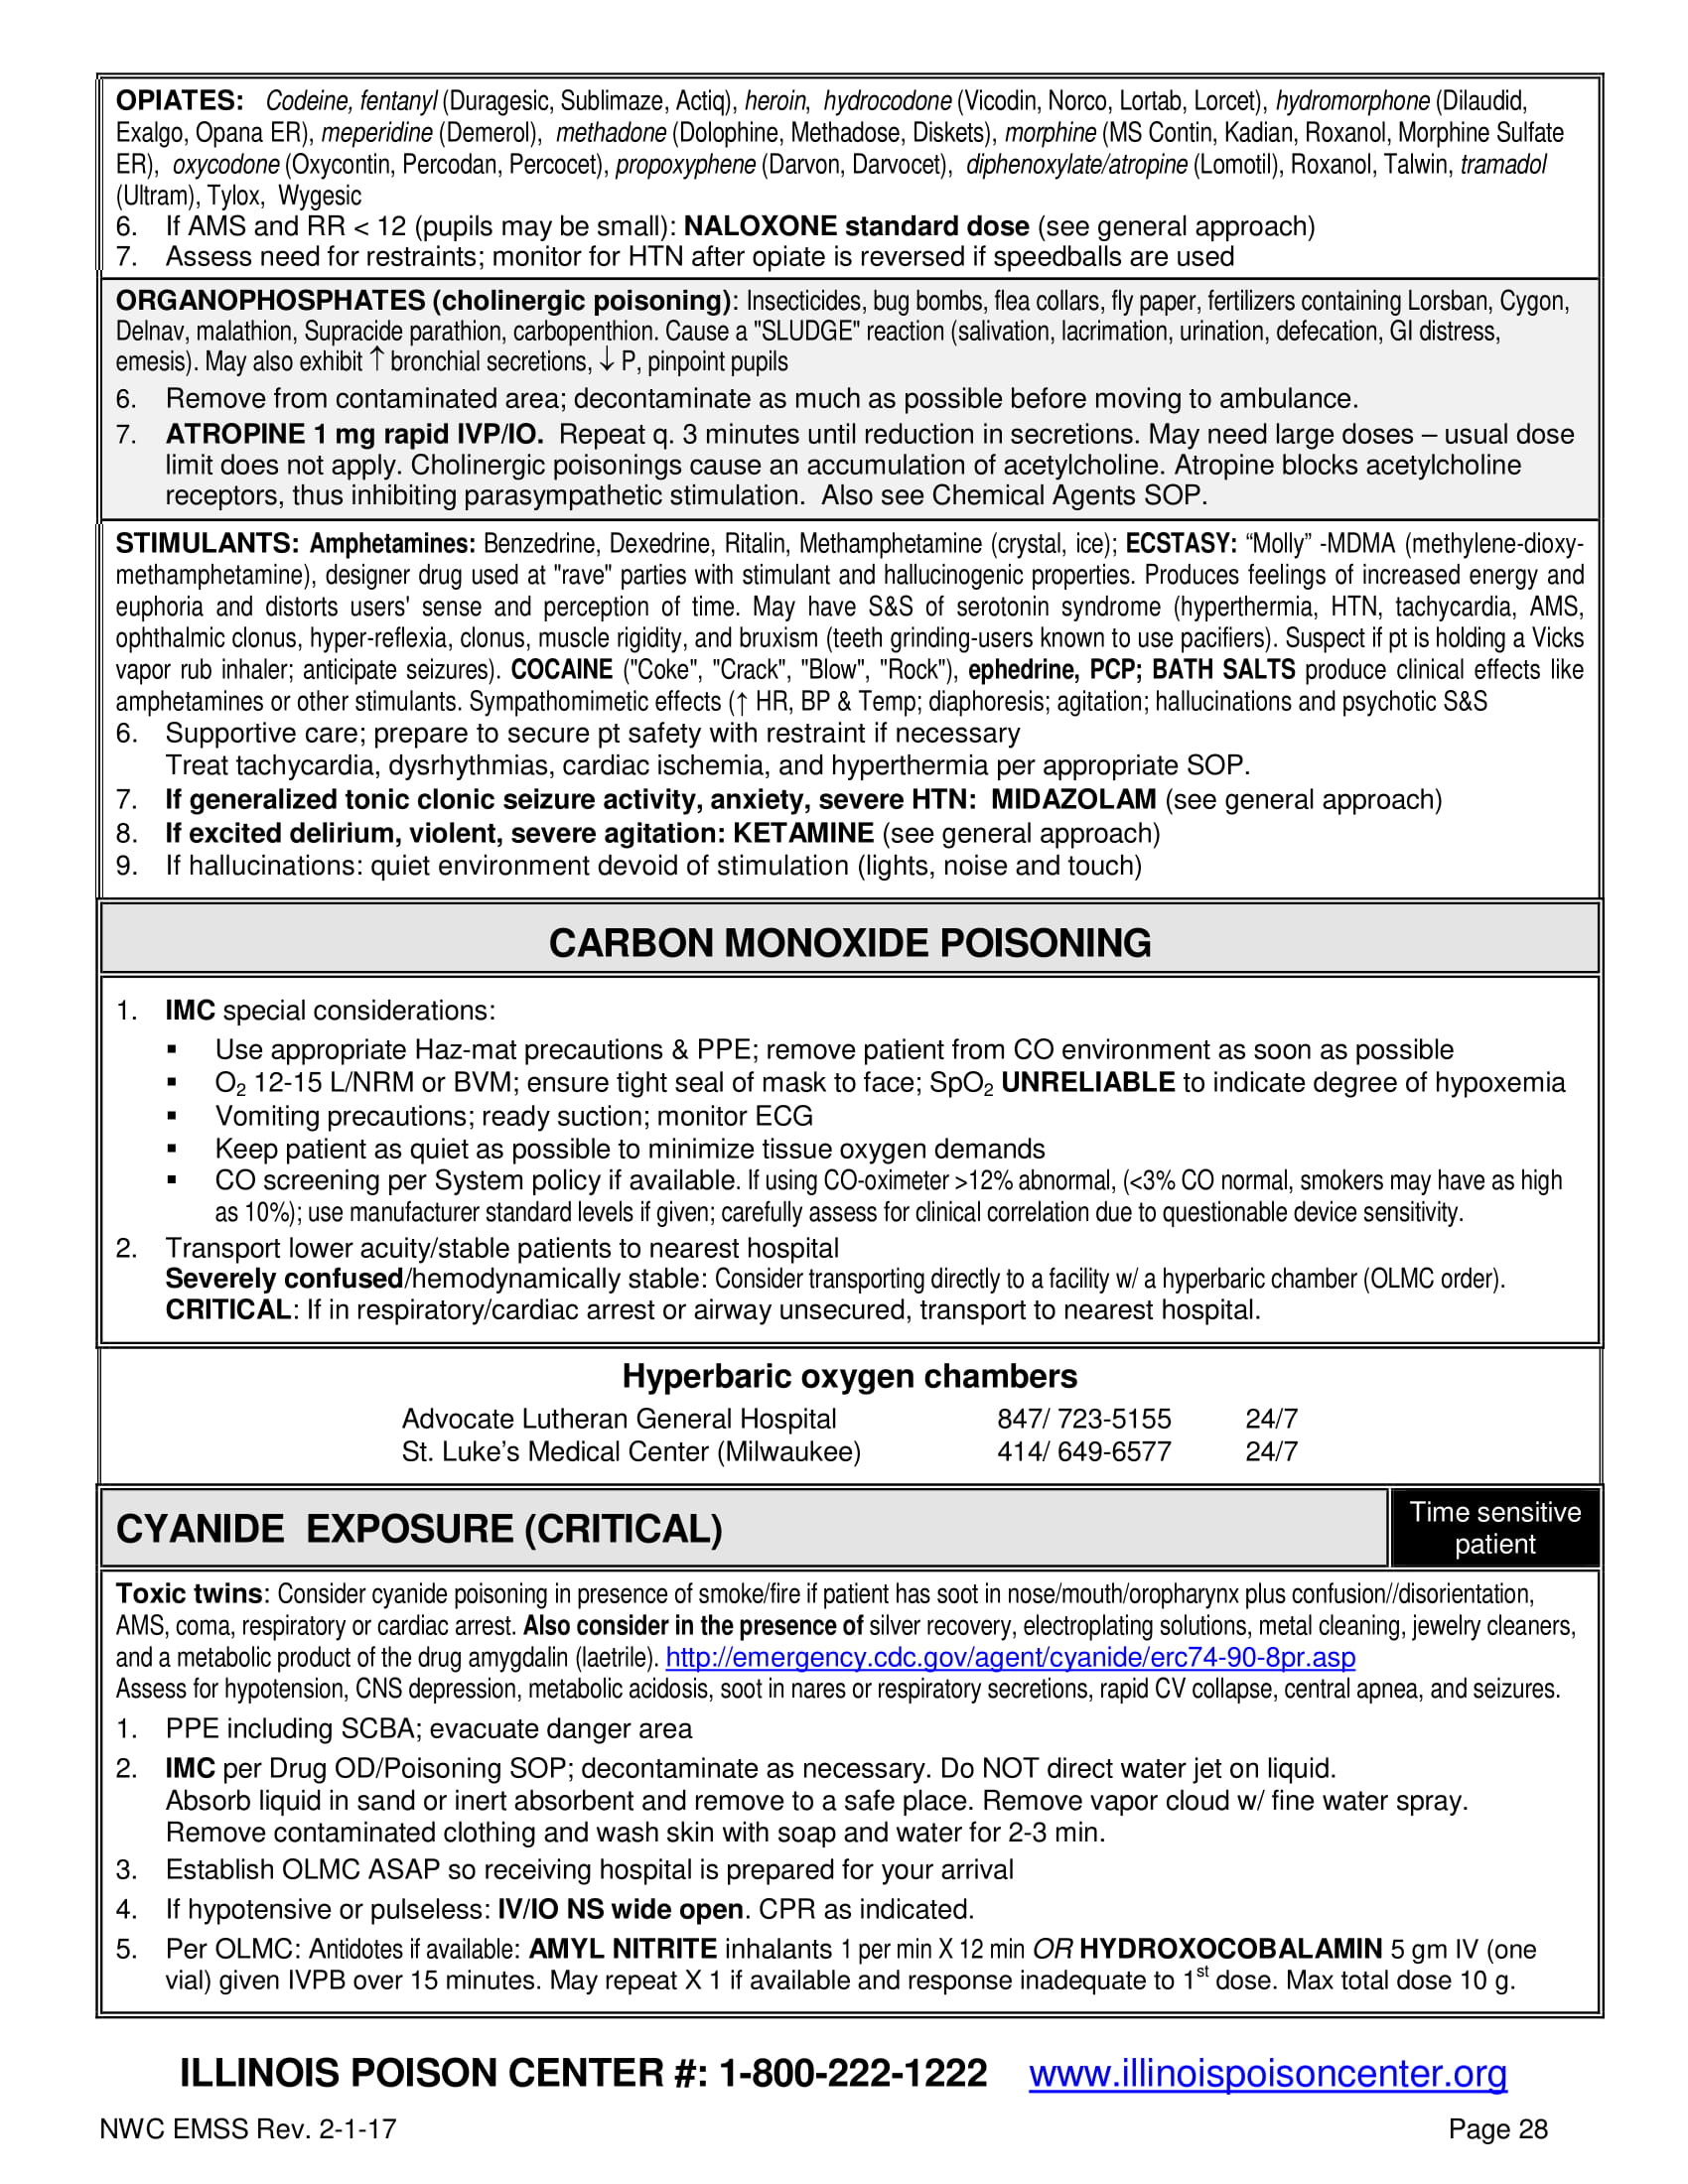 OPIATES: Codeine, fentanyl (Duragesic, Sublimaze, Actiq), heroin, hydrocodone (Vicodin, Norco, Lortab, Lorcet), hydromorphone (Dilaudid,
Exalgo, Opana ER), meperidine (Demerol), methadone (Dolophine, Methadose, Diskets), morphine (MS Contin, Kadian, Roxanol, Morphine Sulfate
ER), oxycodone (Oxycontin, Percodan, Percocet), propoxyphene (Darvon, Darvocet), diphenoxylate/atropine (Lomotil), Roxanol, Talwin, tramadol
(Ultram), Tylox, Wygesic
6. If AMS and RR < 12 (pupils may be small): NALOXONE standard dose (see general approach)
7. Assess need for restraints; monitor for HTN after opiate is reversed if speedballs are used
ORGANOPHOSPHATES (cholinergic poisoning): Insecticides, bug bombs, flea collars, fly paper, fertilizers containing Lorsban, Cygon,
Delnav, malathion, Supracide parathion, carbopenthion. Cause a "SLUDGE" reaction (salivation, lacrimation, urination, defecation, GI distress,
emesis). May also exhibit ↑ bronchial secretions, ↓ P, pinpoint pupils
6. Remove from contaminated area; decontaminate as much as possible before moving to ambulance.
7. ATROPINE 1 mg rapid IVP/IO. Repeat q. 3 minutes until reduction in secretions. May need large doses – usual dose
limit does not apply. Cholinergic poisonings cause an accumulation of acetylcholine. Atropine blocks acetylcholine
receptors, thus inhibiting parasympathetic stimulation. Also see Chemical Agents SOP.
STIMULANTS: Amphetamines: Benzedrine, Dexedrine, Ritalin, Methamphetamine (crystal, ice); ECSTASY: “Molly” -MDMA (methylene-dioxy-
methamphetamine), designer drug used at "rave" parties with stimulant and hallucinogenic properties. Produces feelings of increased energy and
euphoria and distorts users' sense and perception of time. May have S&S of serotonin syndrome (hyperthermia, HTN, tachycardia, AMS,
ophthalmic clonus, hyper-reflexia, clonus, muscle rigidity, and bruxism (teeth grinding-users known to use pacifiers). Suspect if pt is holding a Vicks
vapor rub inhaler; anticipate seizures). COCAINE ("Coke", "Crack", "Blow", "Rock"), ephedrine, PCP; BATH SALTS produce clinical effects like
amphetamines or other stimulants. Sympathomimetic effects (↑ HR, BP & Temp; diaphoresis; agitation; hallucinations and psychotic S&S
6. Supportive care; prepare to secure pt safety with restraint if necessary
Treat tachycardia, dysrhythmias, cardiac ischemia, and hyperthermia per appropriate SOP.
7. If generalized tonic clonic seizure activity, anxiety, severe HTN: MIDAZOLAM (see general approach)
8. If excited delirium, violent, severe agitation: KETAMINE (see general approach)
9. If hallucinations: quiet environment devoid of stimulation (lights, noise and touch)
CARBON MONOXIDE POISONING
1. IMC special considerations:
▪ Use appropriate Haz-mat precautions & PPE; remove patient from CO environment as soon as possible
▪ O2 12-15 L/NRM or BVM; ensure tight seal of mask to face; SpO2 UNRELIABLE to indicate degree of hypoxemia
▪ Vomiting precautions; ready suction; monitor ECG
▪ Keep patient as quiet as possible to minimize tissue oxygen demands
▪ CO screening per System policy if available. If using CO-oximeter >12% abnormal, (<3% CO normal, smokers may have as high
as 10%); use manufacturer standard levels if given; carefully assess for clinical correlation due to questionable device sensitivity.
2. Transport lower acuity/stable patients to nearest hospital
Severely confused/hemodynamically stable: Consider transporting directly to a facility w/ a hyperbaric chamber (OLMC order).
CRITICAL: If in respiratory/cardiac arrest or airway unsecured, transport to nearest hospital.
Hyperbaric oxygen chambers
Advocate Lutheran General Hospital 847/ 723-5155 24/7
St. Luke’s Medical Center (Milwaukee) 414/ 649-6577 24/7
CYANIDE EXPOSURE (CRITICAL)
Time sensitive
patient
Toxic twins: Consider cyanide poisoning in presence of smoke/fire if patient has soot in nose/mouth/oropharynx plus confusion//disorientation,
AMS, coma, respiratory or cardiac arrest. Also consider in the presence of silver recovery, electroplating solutions, metal cleaning, jewelry cleaners,
and a metabolic product of the drug amygdalin (laetrile). http://emergency.cdc.gov/agent/cyanide/erc74-90-8pr.asp
Assess for hypotension, CNS depression, metabolic acidosis, soot in nares or respiratory secretions, rapid CV collapse, central apnea, and seizures.
1. PPE including SCBA; evacuate danger area
2. IMC per Drug OD/Poisoning SOP; decontaminate as necessary. Do NOT direct water jet on liquid.
Absorb liquid in sand or inert absorbent and remove to a safe place. Remove vapor cloud w/ fine water spray.
Remove contaminated clothing and wash skin with soap and water for 2-3 min.
3. Establish OLMC ASAP so receiving hospital is prepared for your arrival
4. If hypotensive or pulseless: IV/IO NS wide open. CPR as indicated.
5. Per OLMC: Antidotes if available: AMYL NITRITE inhalants 1 per min X 12 min OR HYDROXOCOBALAMIN 5 gm IV (one
vial) given IVPB over 15 minutes. May repeat X 1 if available and response inadequate to 1st dose. Max total dose 10 g.
ILLINOIS POISON CENTER #: 1-800-222-1222 www.illinoispoisoncenter.org
NWC EMSS Rev. 2-1-17 Page 28